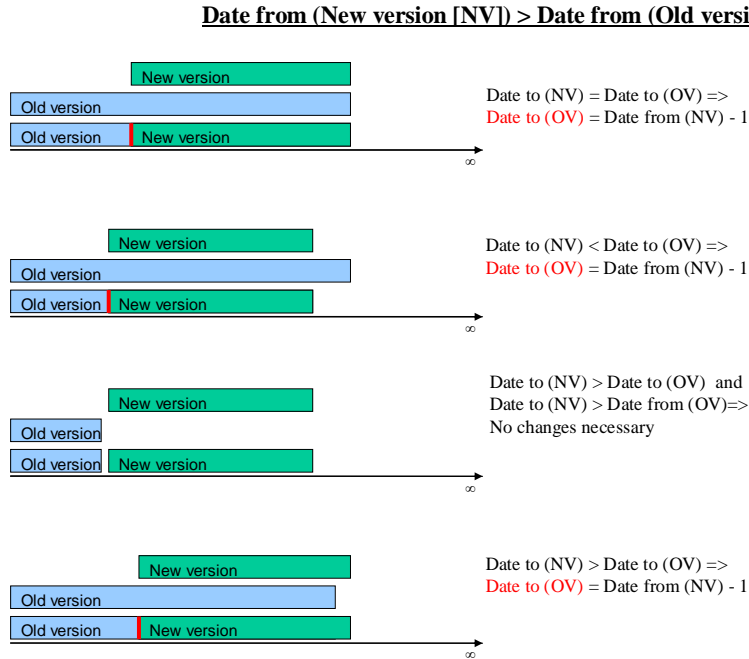 Date from (New version [NV]) > Date from (Old versi
New version
Old version
Old version New version
∞
Date to (NV) = Date to (OV) =>
Date to (OV) = Date from (NV) - 1
New version
Old version
Old version New version
∞
Date to (NV) < Date to (OV) =>
Date to (OV) = Date from (NV) - 1
New version
Old version
Old version New version
∞
Date to (NV) > Date to (OV) and
Date to (NV) > Date from (OV)=>
No changes necessary
New version
Old version
Old version New version
∞
Date to (NV) > Date to (OV) =>
Date to (OV) = Date from (NV) - 1